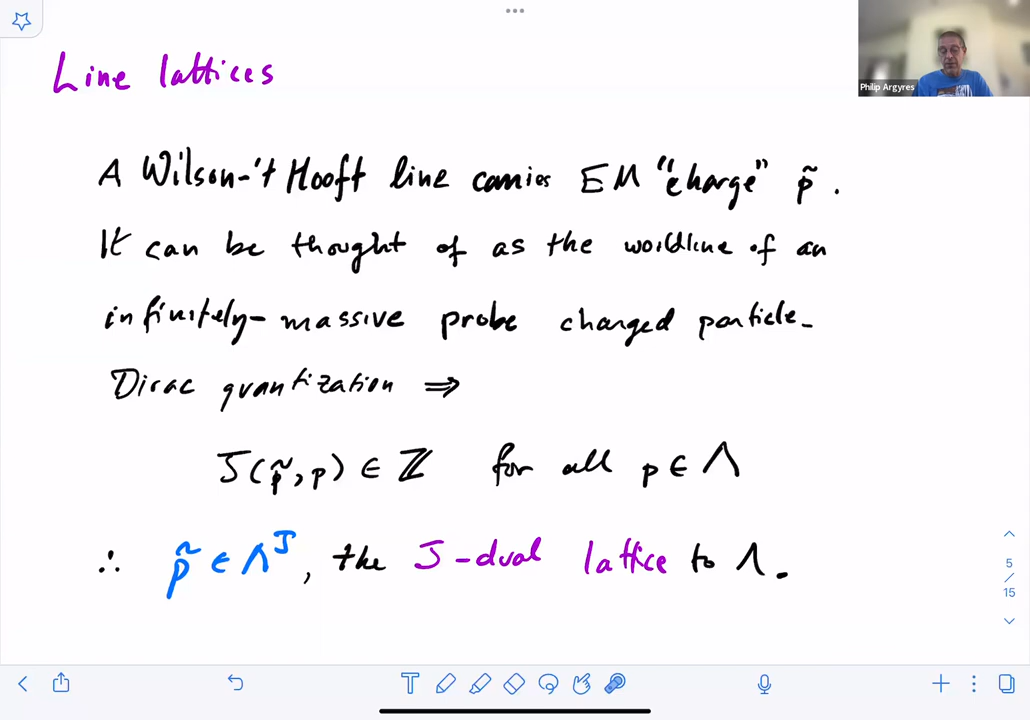 Line lattices
Philip Argyres
A Wilson-'t Hooft line carries EM "charge" p̃.
It can be thought of as the worldline of an
infinitely-massive probe charged particle.
Dirac quantization ⇒
J(p̃, p) ∈ ℤ for all p ∈ Λ
∴ p̃ ∈ Λ^J, the J-dual lattice to Λ.
5
/
15
T